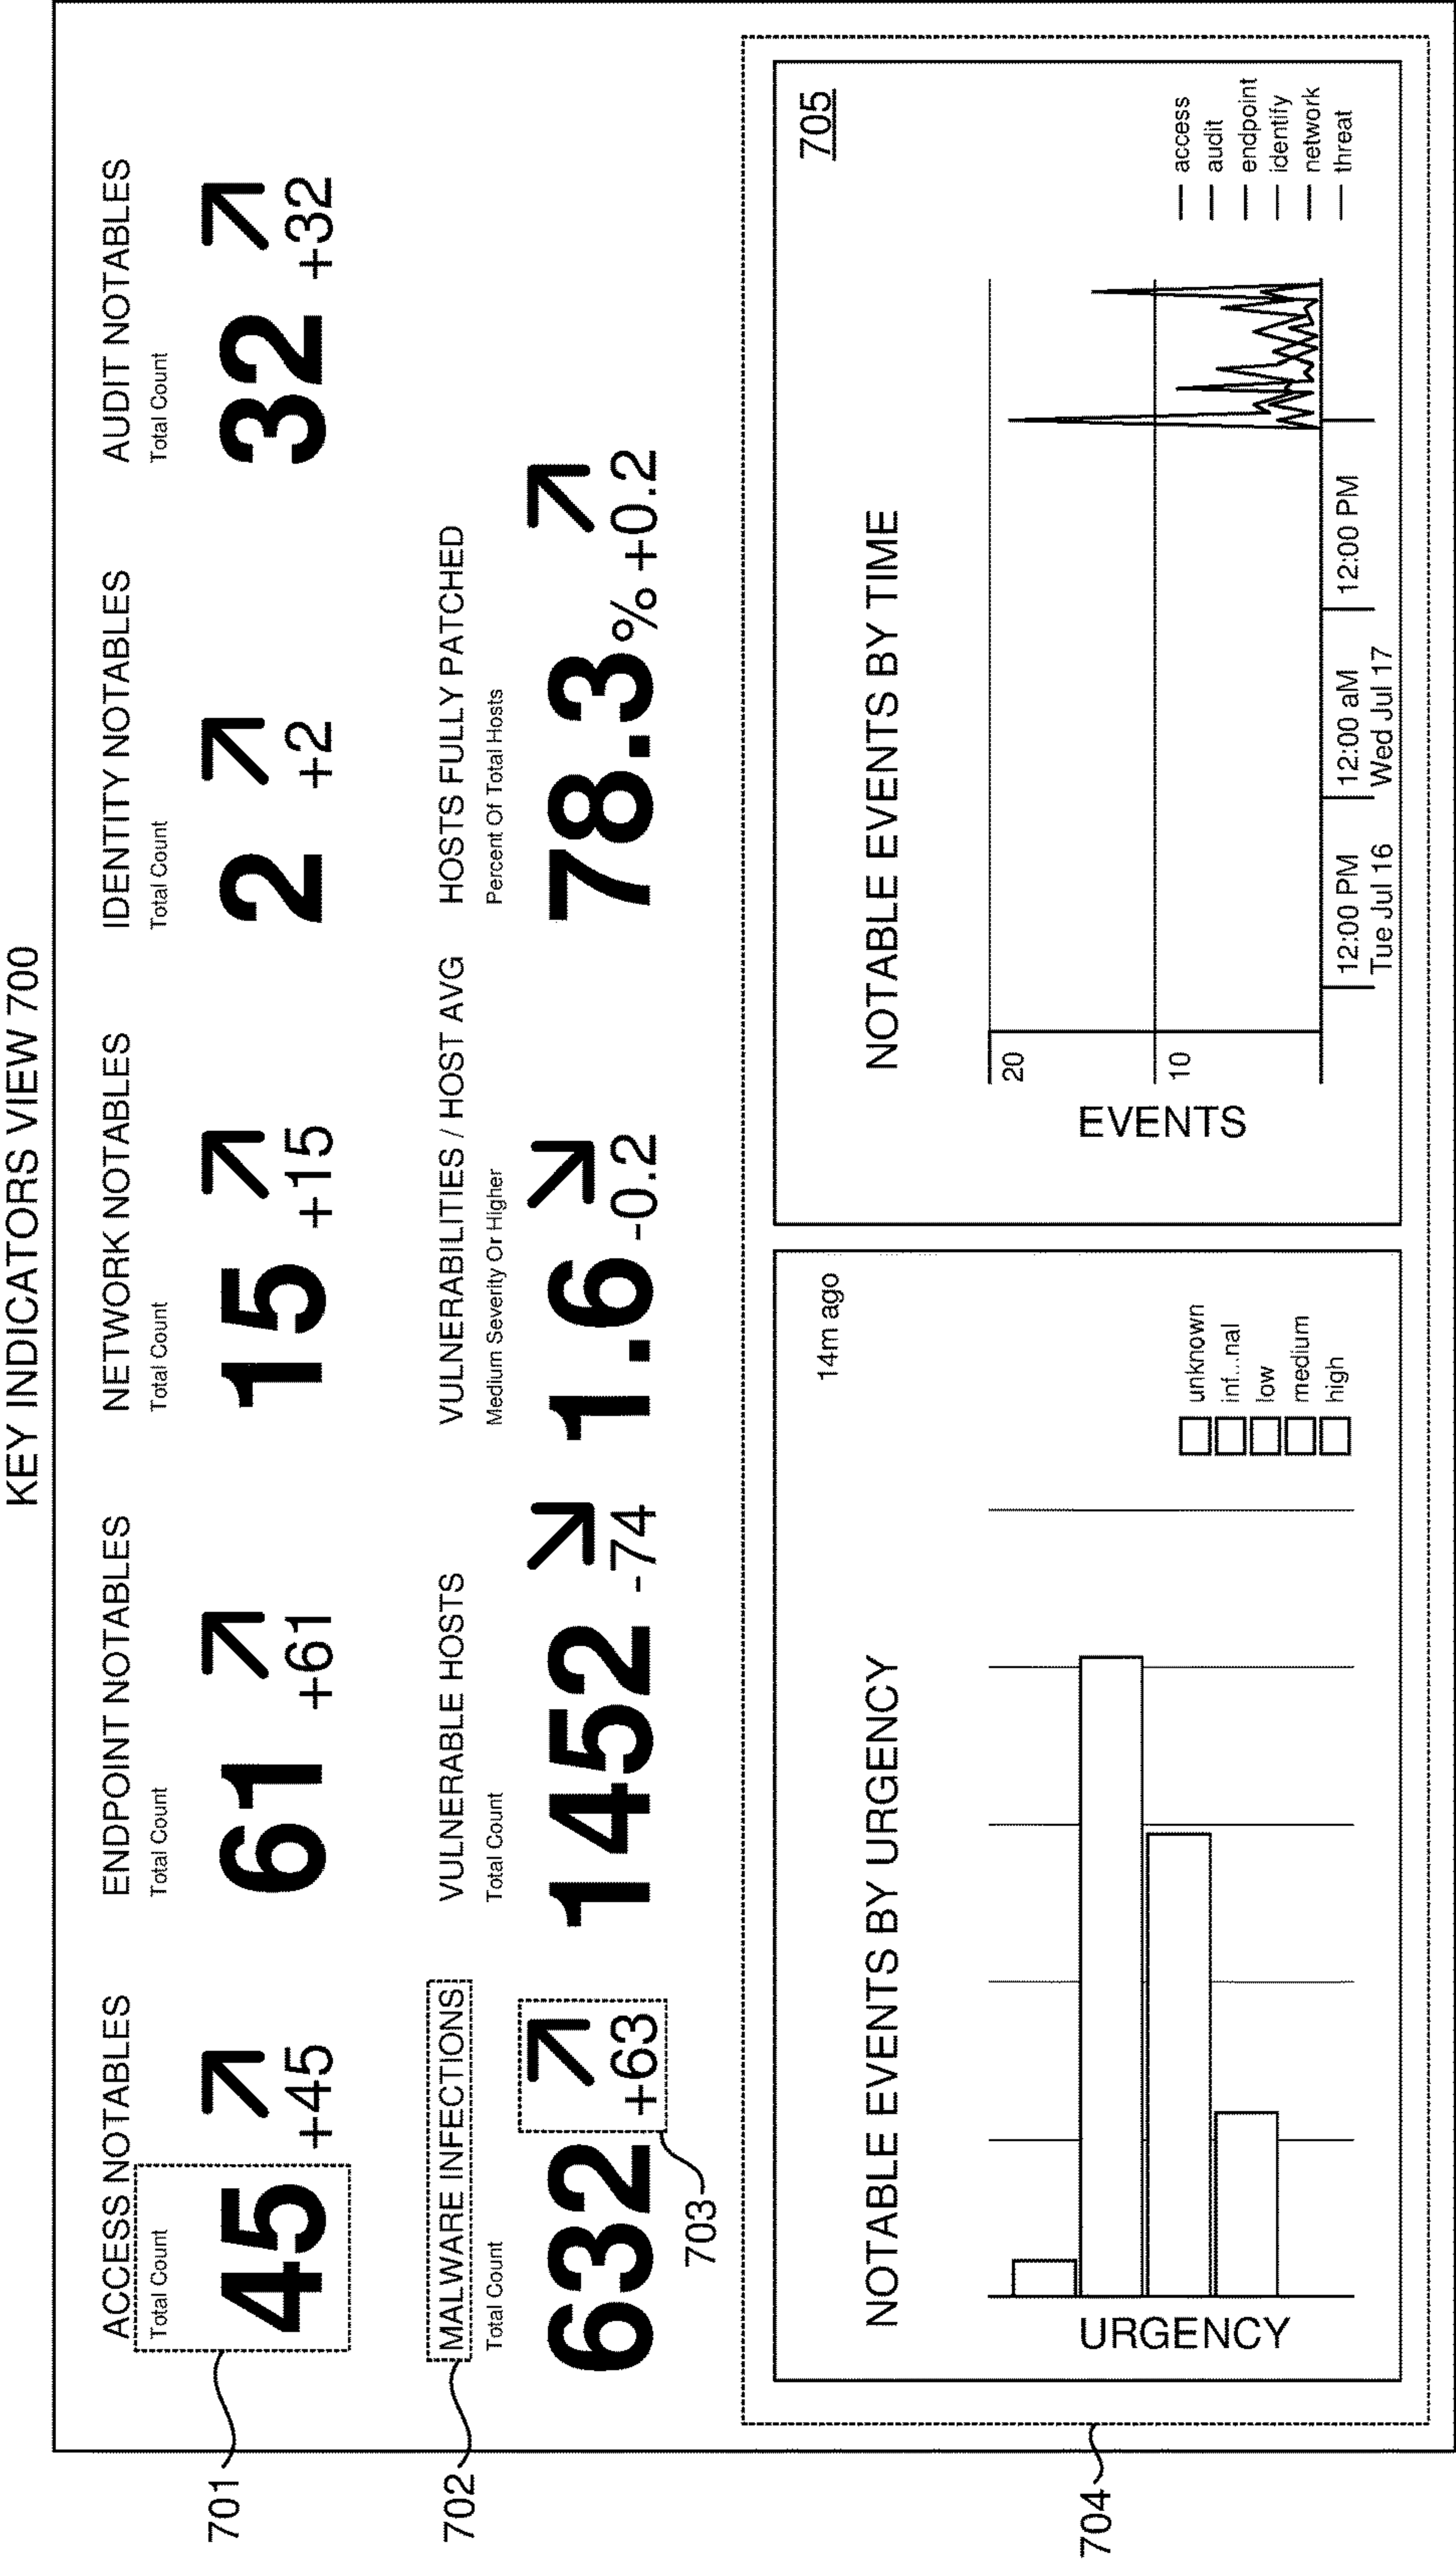 KEY INDICATORS VIEW 700
ACCESS NOTABLES
Total Count
45 +45
ENDPOINT NOTABLES
Total Count
61 +61
NETWORK NOTABLES
Total Count
15 +15
IDENTITY NOTABLES
Total Count
2 +2
AUDIT NOTABLES
Total Count
32 +32
701
MALWARE INFECTIONS
Total Count
632 +63
VULNERABLE HOSTS
Total Count
1452 -74
VULNERABILITIES / HOST AVG
Medium Severity Or Higher
1.6 -0.2
HOSTS FULLY PATCHED
Percent Of Total Hosts
78.3% +0.2
702
703
704
NOTABLE EVENTS BY URGENCY
14m ago
URGENCY
unknown
inf...nal
low
medium
high
705
NOTABLE EVENTS BY TIME
EVENTS
20
10
12:00 PM
Tue Jul 16
12:00 aM
Wed Jul 17
12:00 PM
access
audit
endpoint
identify
network
threat